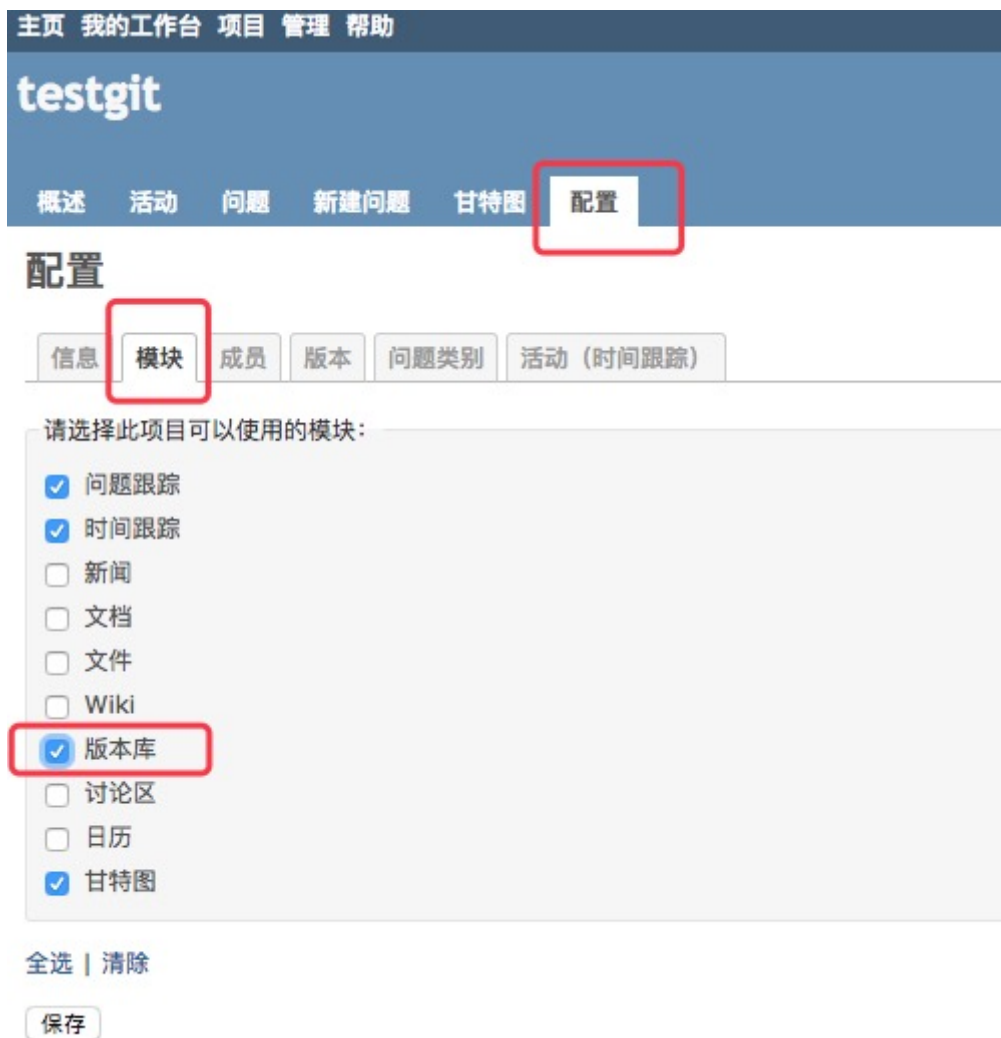 主页 我的工作台 项目 管理 帮助
testgit
概述 活动 问题 新建问题 甘特图 配置
配置
信息 模块 成员 版本 问题类别 活动（时间跟踪）
请选择此项目可以使用的模块：
问题跟踪
时间跟踪
新闻
文档
文件
Wiki
版本库
讨论区
日历
甘特图
全选 | 清除
保存